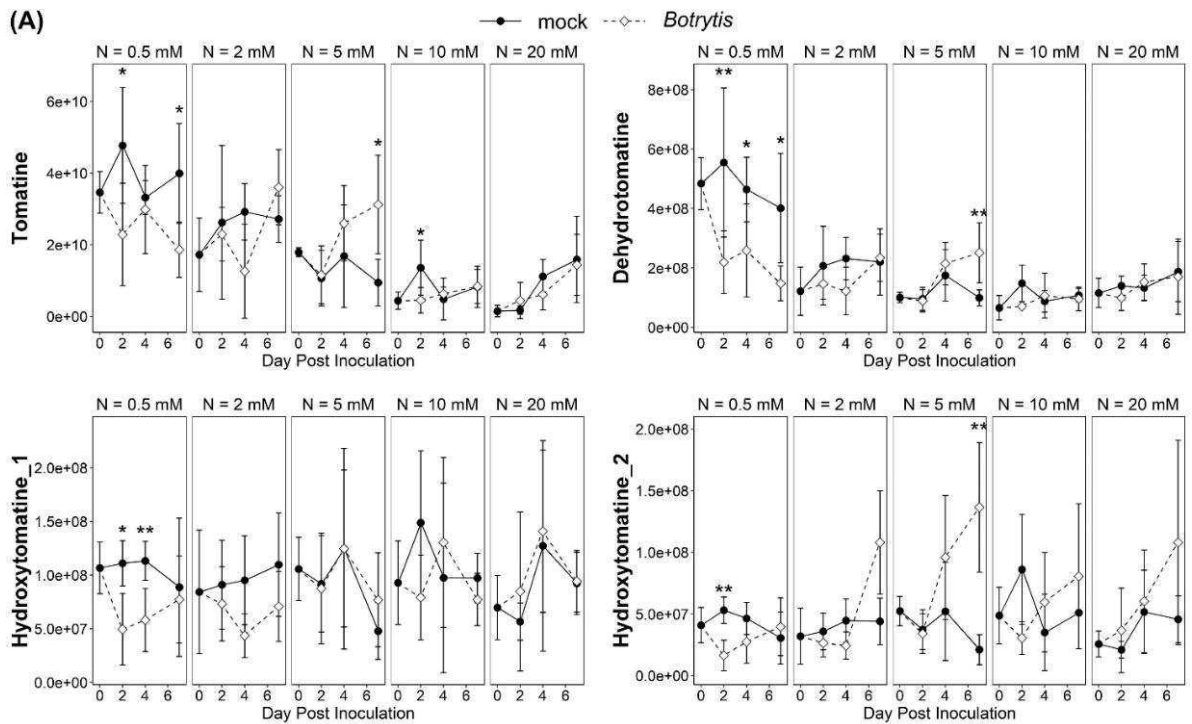 (A)
mock Botrytis
N = 0.5 mM N = 2 mM N = 5 mM N = 10 mM N = 20 mM
Tomatine
6e+10
4e+10
2e+10
0e+00
* * * *
0 2 4 6 0 2 4 6 0 2 4 6 0 2 4 6 0 2 4 6
Day Post Inoculation
N = 0.5 mM N = 2 mM N = 5 mM N = 10 mM N = 20 mM
Dehydrotomatine
8e+08
6e+08
4e+08
2e+08
0e+00
** * * **
0 2 4 6 0 2 4 6 0 2 4 6 0 2 4 6 0 2 4 6
Day Post Inoculation
N = 0.5 mM N = 2 mM N = 5 mM N = 10 mM N = 20 mM
Hydroxytomatine_1
2.0e+08
1.5e+08
1.0e+08
5.0e+07
0.0e+00
* **
0 2 4 6 0 2 4 6 0 2 4 6 0 2 4 6 0 2 4 6
Day Post Inoculation
N = 0.5 mM N = 2 mM N = 5 mM N = 10 mM N = 20 mM
Hydroxytomatine_2
2.0e+08
1.5e+08
1.0e+08
5.0e+07
0.0e+00
** **
0 2 4 6 0 2 4 6 0 2 4 6 0 2 4 6 0 2 4 6
Day Post Inoculation